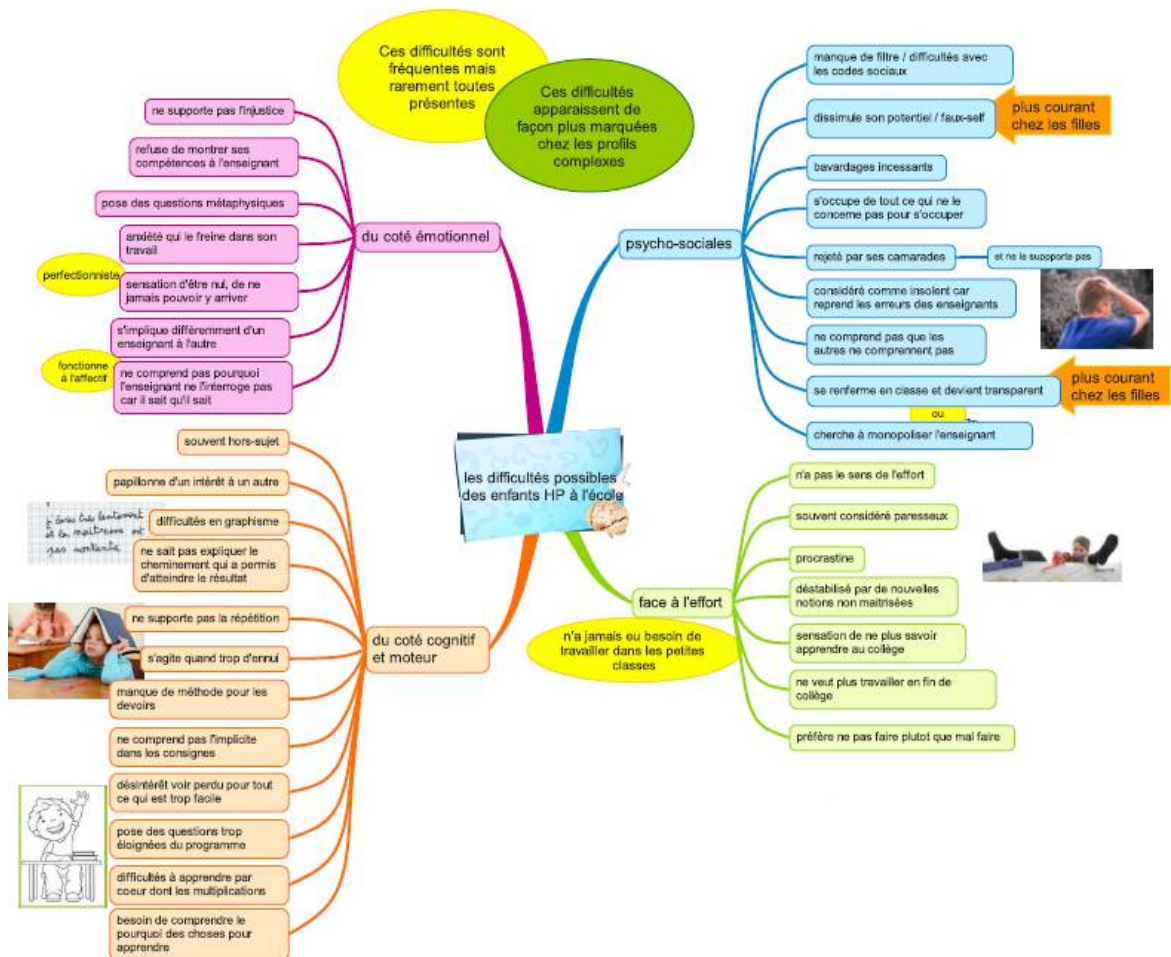 Ces difficultés sont
fréquentes mais
rarement toutes
présentes
Ces difficultés
apparaissent de
façon plus marquées
chez les profils
complexes
les difficultés possibles
des enfants HP à l'école
du coté émotionnel
ne supporte pas l'injustice
refuse de montrer ses
compétences à l'enseignant
pose des questions métaphysiques
anxiété qui le freine dans son
travail
perfectionniste
sensation d'être nul, de ne
jamais pouvoir y arriver
s'implique différemment d'un
enseignant à l'autre
fonctionne
à l'affectif
ne comprend pas pourquoi
l'enseignant ne l'interroge pas
car il sait qu'il sait
psycho-sociales
manque de filtre / difficultés avec
les codes sociaux
dissimule son potentiel / faux-self
plus courant
chez les filles
bavardages incessants
s'occupe de tout ce qui ne le
concerne pas pour s'occuper
rejeté par ses camarades
et ne le suppporte pas
considéré comme insolent car
reprend les erreurs des enseignants
ne comprend pas que les
autres ne comprennent pas
se renferme en classe et devient transparent
plus courant
chez les filles
ou
cherche à monopoliser l'enseignant
du coté cognitif
et moteur
souvent hors-sujet
papillonne d'un intérêt à un autre
difficultés en graphisme
très lentement
et la maitresse
pas contente
ne sait pas expliquer le
cheminement qui a permis
d'atteindre le résultat
ne supporte pas la répétition
s'agite quand trop d'ennui
manque de méthode pour les
devoirs
ne comprend pas l'implicite
dans les consignes
désintérêt voir perdu pour tout
ce qui est trop facile
pose des questions trop
éloignées du programme
difficultés à apprendre par
coeur dont les multiplications
besoin de comprendre le
pourquoi des choses pour
apprendre
face à l'effort
n'a jamais eu besoin de
travailler dans les petites
classes
n'a pas le sens de l'effort
souvent considéré paresseux
procrastine
déstabilisé par de nouvelles
notions non maitrisées
sensation de ne plus savoir
apprendre au collège
ne veut plus travailler en fin de
collège
préfère ne pas faire plutot que mal faire